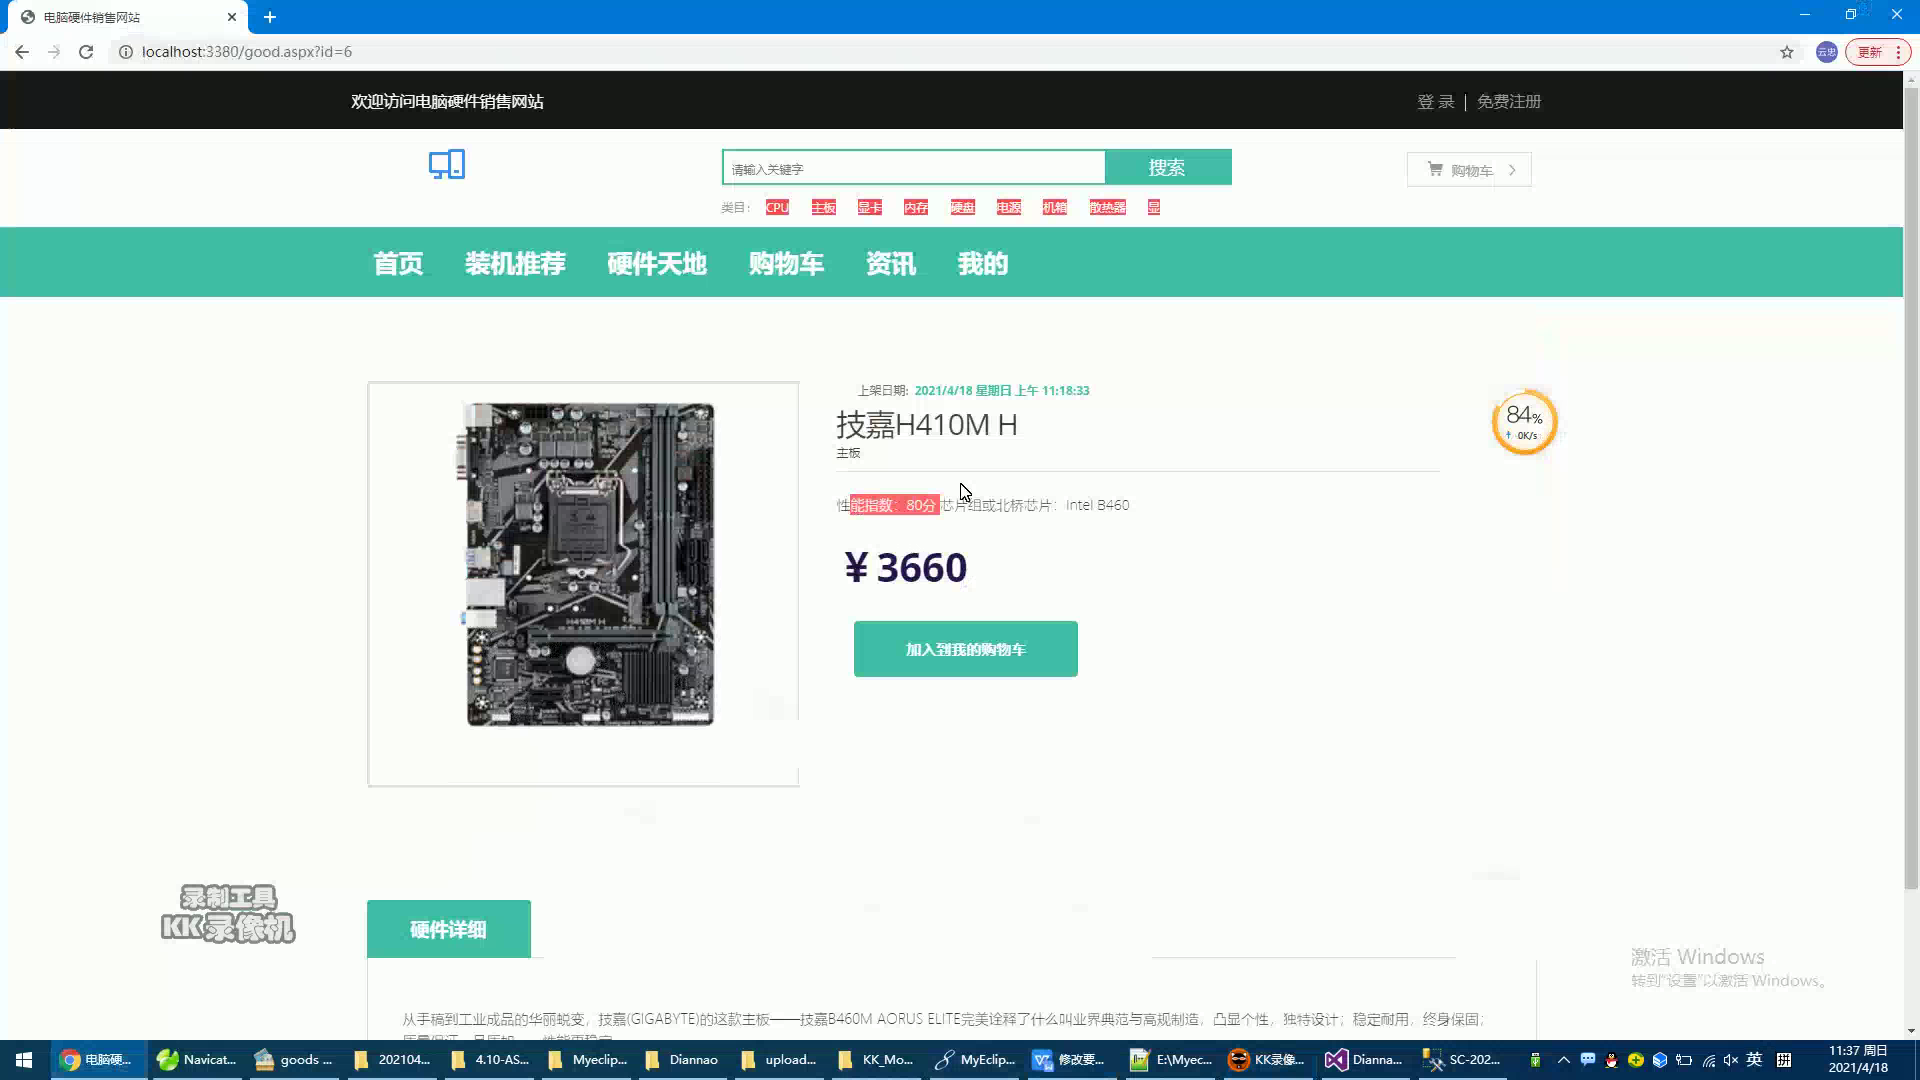 电脑硬件销售网站
localhost:3380/good.aspx?id=6
云忠
更新
欢迎访问电脑硬件销售网站
登 录 | 免费注册
请输入关键字
搜索
购物车
类目: CPU 主板 显卡 内存 硬盘 电源 机箱 散热器 显
首页 装机推荐 硬件天地 购物车 资讯 我的
上架日期: 2021/4/18 星期日 上午 11:18:33
技嘉H410M H
主板
84%
0K/s
性能指数：80分 芯片组或北桥芯片：Intel B460
¥ 3660
加入到我的购物车
H410M H
录制工具
KK录像机
硬件详细
激活 Windows
转到"设置"以激活 Windows。
从手稿到工业成品的华丽蜕变，技嘉(GIGABYTE)的这款主板——技嘉B460M AORUS ELITE完美诠释了什么叫业界典范与高规制造，凸显个性，独特设计；稳定耐用，终身保固；
电脑硬... Navicat... goods ... 202104... 4.10-AS... Myeclip... Diannao upload... KK_Mo... MyEclip... 修改要... E:\Myec... KK录像... Dianna... SC-202... 英 拼
11:37 周日
2021/4/18